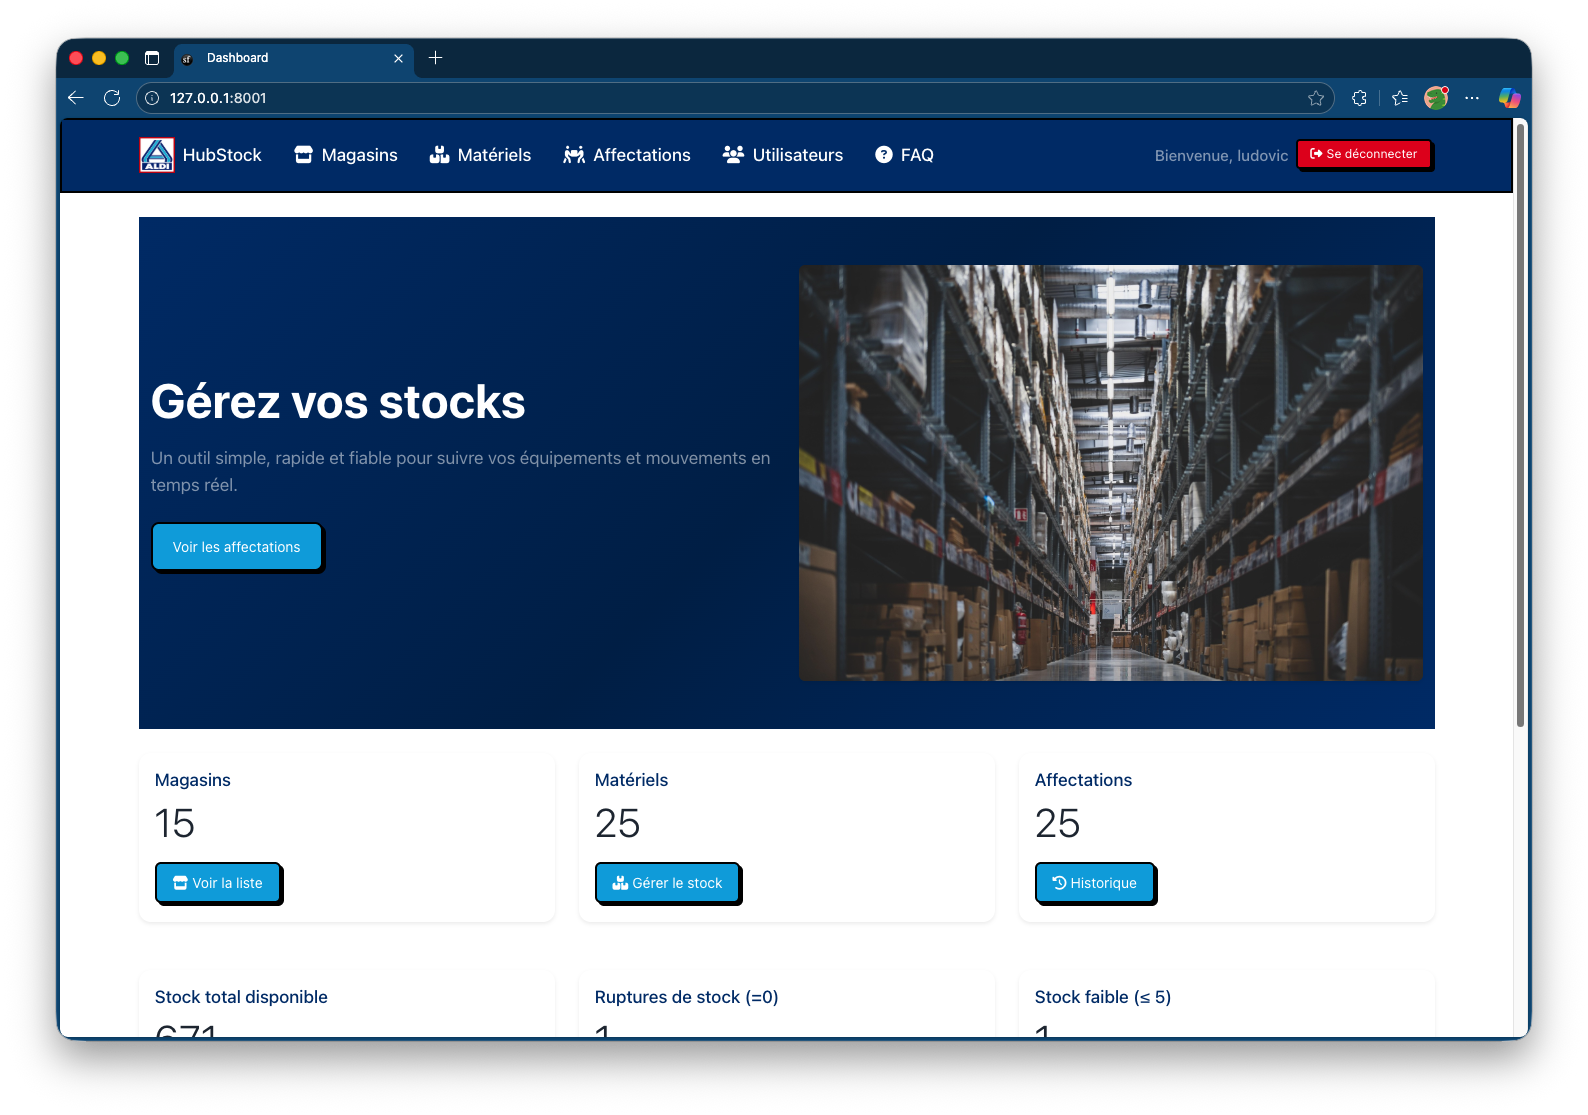 Dashboard
127.0.0.1:8001
ALDI
HubStock
Magasins
Matériels
Affectations
Utilisateurs
FAQ
Bienvenue, ludovic
Se déconnecter
Gérez vos stocks
Un outil simple, rapide et fiable pour suivre vos équipements et mouvements en
temps réel.
Voir les affectations
Magasins
15
Voir la liste
Matériels
25
Gérer le stock
Affectations
25
Historique
Stock total disponible
671
Ruptures de stock (=0)
1
Stock faible (≤ 5)
1